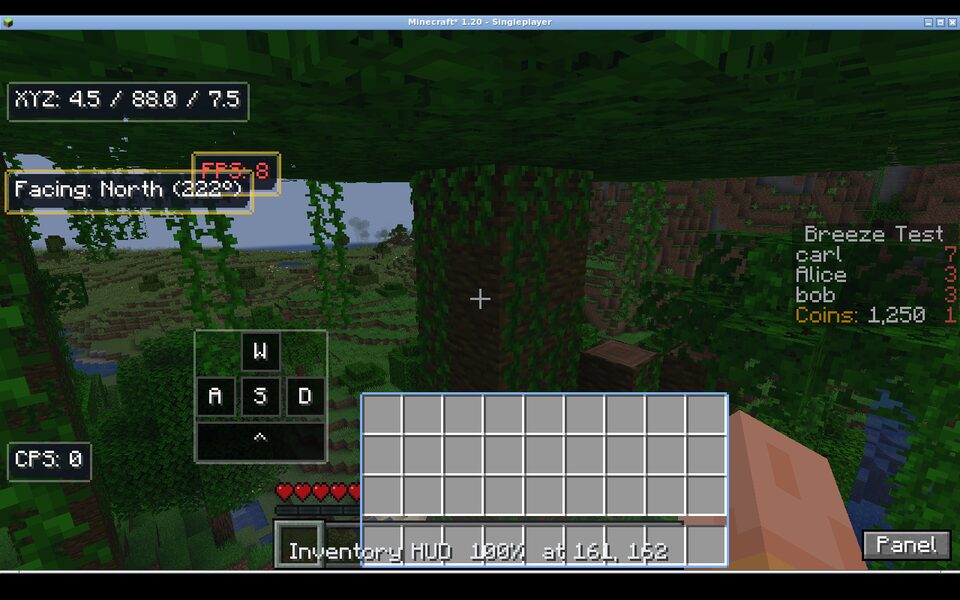 Minecraft* 1.20 - Singleplayer
XYZ: 4.5 / 88.0 / 7.5
FPS: 8
Facing: North (222°)
Breeze Test
carl 7
Alice 3
bob 3
Coins: 1,250 1
W
A S D
^
CPS: 0
Inventory HUD 100% at 161, 162
Panel